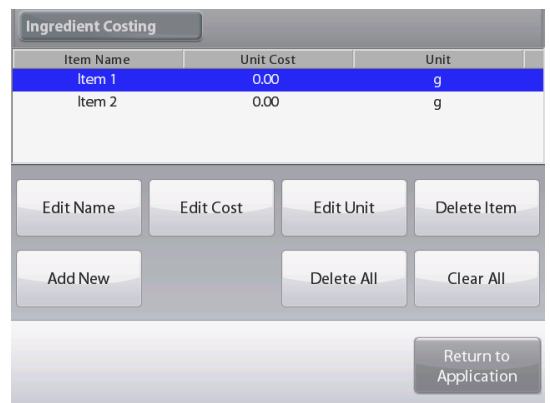 Ingredient Costing
Item Name Unit Cost Unit
Item 1 0.00 g
Item 2 0.00 g
Edit Name Edit Cost Edit Unit Delete Item
Add New Delete All Clear All
Return to
Application